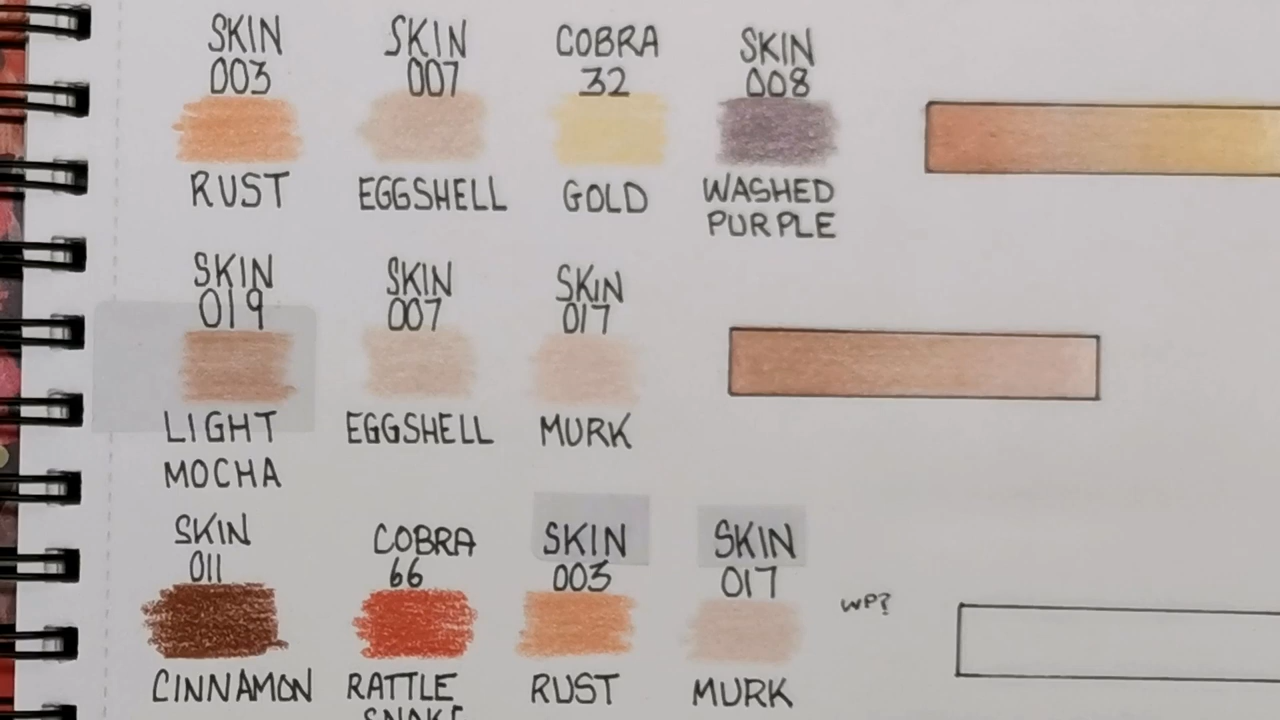 SKIN
003
RUST
SKIN
007
EGGSHELL
COBRA
32
GOLD
SKIN
008
WASHED
PURPLE
SKIN
019
LIGHT
MOCHA
SKIN
007
EGGSHELL
SKIN
017
MURK
SKIN
011
CINNAMON
COBRA
66
RATTLE
SNAKE
SKIN
003
RUST
SKIN
017
MURK
WP?